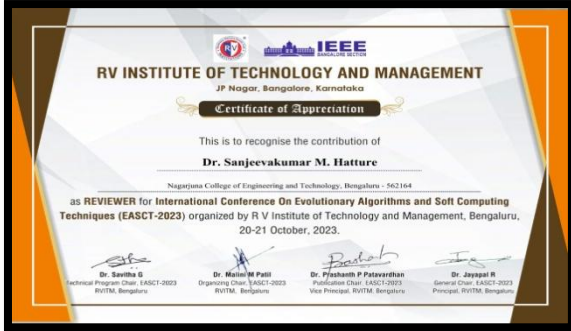 RV
IEEE
BANGALORE SECTION
RV INSTITUTE OF TECHNOLOGY AND MANAGEMENT
JP Nagar, Bangalore, Karnataka
Certificate of Appreciation
This is to recognise the contribution of
Dr. Sanjeevakumar M. Hatture
Nagarjuna College of Engineering and Technology, Bengaluru - 562164
as REVIEWER for International Conference On Evolutionary Algorithms and Soft Computing
Techniques (EASCT-2023) organized by R V Institute of Technology and Management, Bengaluru,
20-21 October, 2023.
Dr. Savitha G
Technical Program Chair, EASCT-2023
RVITM, Bengaluru
Dr. Malini M Patil
Organizing Chair, EASCT-2023
RVITM, Bengaluru
Dr. Prashanth P Patavardhan
Publication Chair, EASCT-2023
Vice Principal, RVITM, Bengaluru
Dr. Jayapal R
General Chair, EASCT-2023
Principal, RVITM, Bengaluru